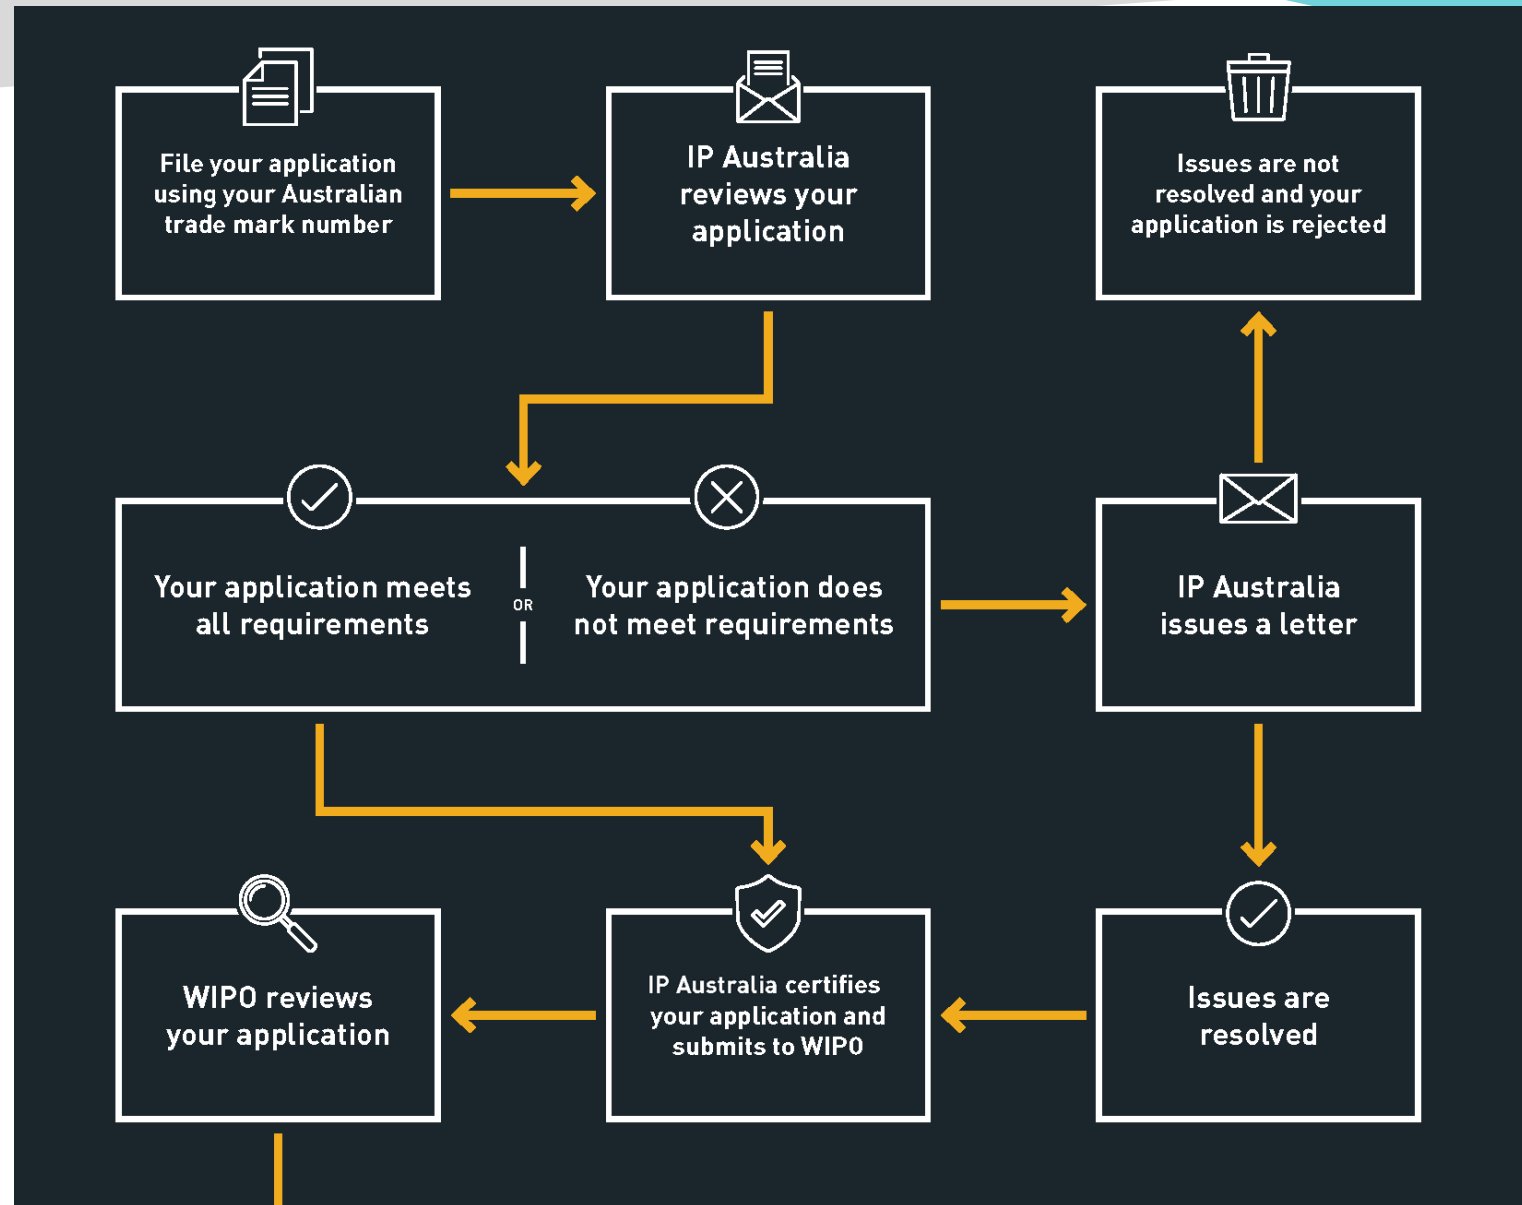 File your application
using your Australian
trade mark number
IP Australia
reviews your
application
Issues are not
resolved and your
application is rejected
Your application meets
all requirements
OR
Your application does
not meet requirements
IP Australia
issues a letter
WIPO reviews
your application
IP Australia certifies
your application and
submits to WIPO
Issues are
resolved